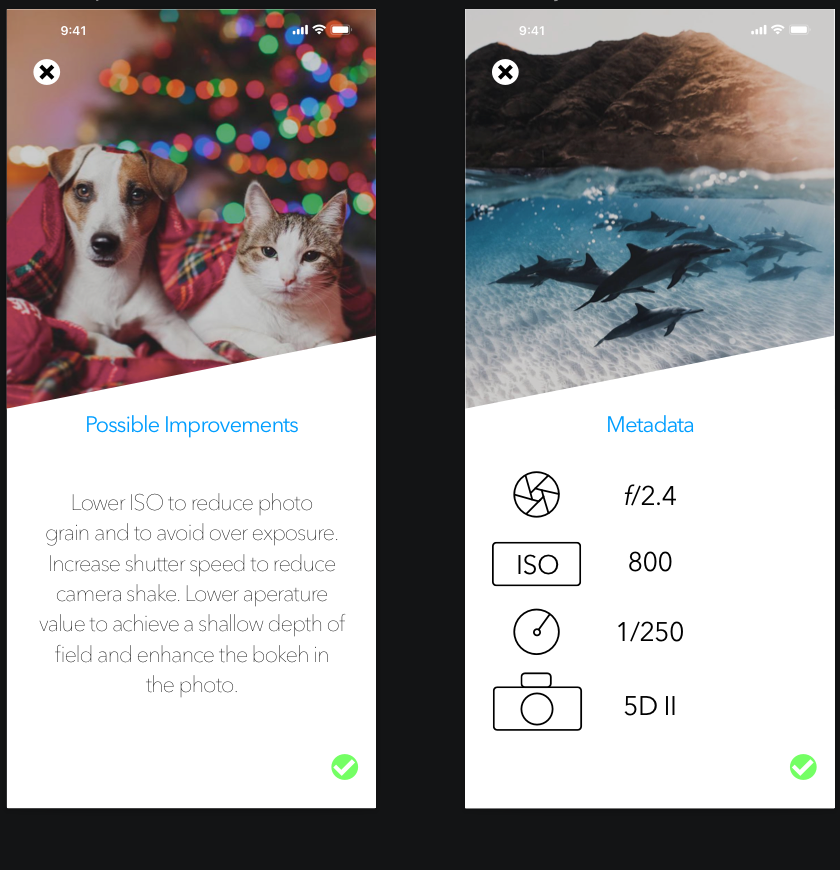 9:41
Possible Improvements
Lower ISO to reduce photo
grain and to avoid over exposure.
Increase shutter speed to reduce
camera shake. Lower aperature
value to achieve a shallow depth of
field and enhance the bokeh in
the photo.
9:41
Metadata
f/2.4
ISO 800
1/250
5D II